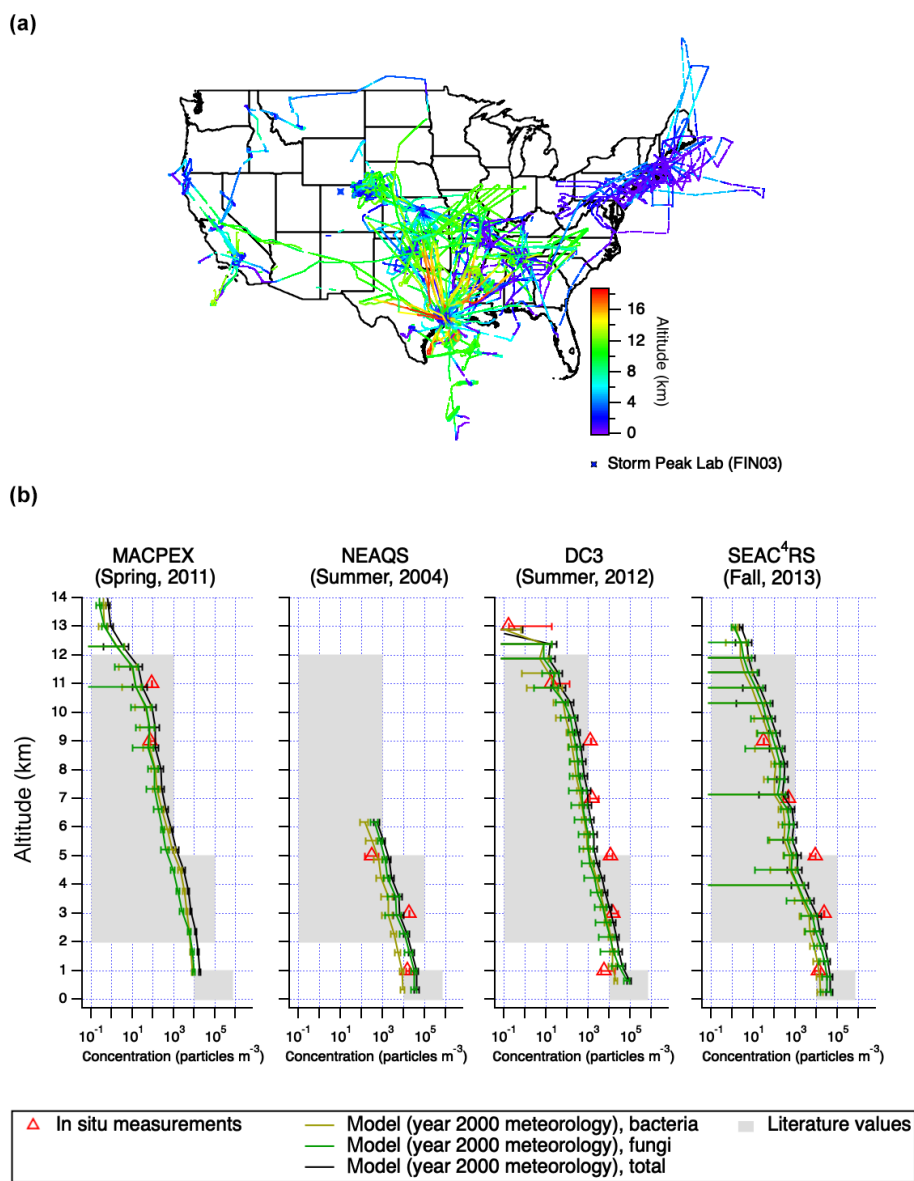 (a)
16
12
8
4
0
Altitude (km)
Storm Peak Lab (FIN03)
(b)
MACPEX
(Spring, 2011)
NEAQS
(Summer, 2004)
DC3
(Summer, 2012)
SEAC⁴RS
(Fall, 2013)
14
13
12
11
10
9
8
7
6
5
4
3
2
1
0
Altitude (km)
10⁻¹ 10¹ 10³ 10⁵
10⁻¹ 10¹ 10³ 10⁵
10⁻¹ 10¹ 10³ 10⁵
10⁻¹ 10¹ 10³ 10⁵
Concentration (particles m⁻³)
Concentration (particles m⁻³)
Concentration (particles m⁻³)
Concentration (particles m⁻³)
In situ measurements
Model (year 2000 meteorology), bacteria
Model (year 2000 meteorology), fungi
Model (year 2000 meteorology), total
Literature values